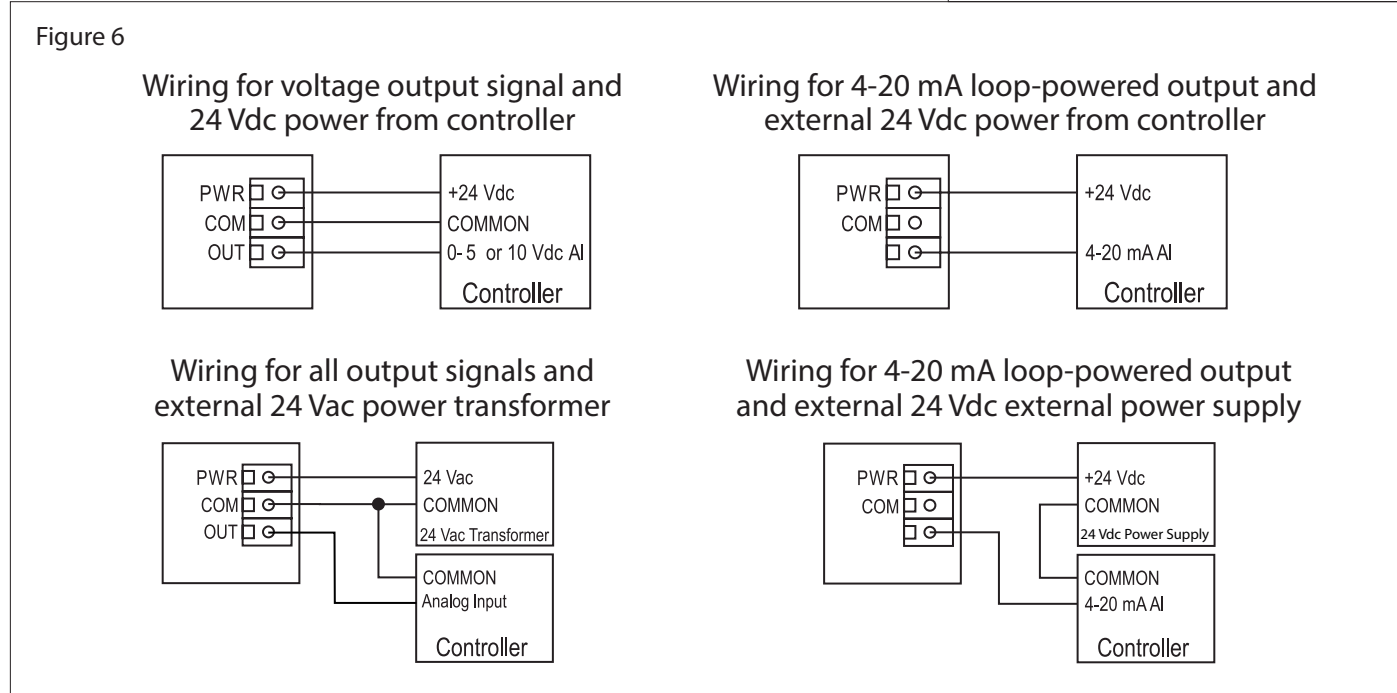 Figure 6
Wiring for voltage output signal and
24 Vdc power from controller
PWR
COM
OUT
+24 Vdc
COMMON
0-5 or 10 Vdc AI
Controller
Wiring for 4-20 mA loop-powered output and
external 24 Vdc power from controller
PWR
COM
+24 Vdc
4-20 mA AI
Controller
Wiring for all output signals and
external 24 Vac power transformer
PWR
COM
OUT
24 Vac
COMMON
24 Vac Transformer
COMMON
Analog Input
Controller
Wiring for 4-20 mA loop-powered output
and external 24 Vdc external power supply
PWR
COM
+24 Vdc
COMMON
24 Vdc Power Supply
COMMON
4-20 mA AI
Controller